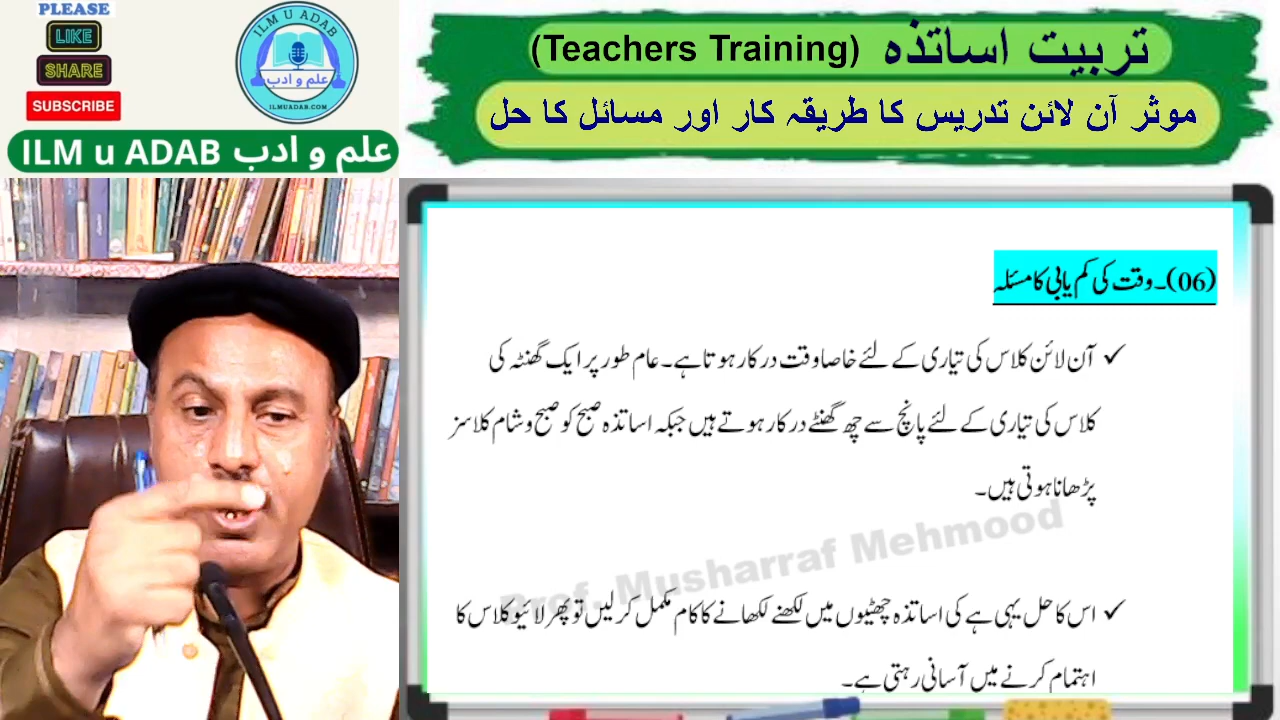 PLEASE
LIKE
SHARE
SUBSCRIBE
ILM U ADAB
علم و ادب
ILMUADAB.COM
ILM u ADAB علم و ادب
تربیت اساتذہ (Teachers Training)
موثر آن لائن تدریس کا طریقہ کار اور مسائل کا حل
(06)۔ وقت کی کم یابی کا مسئلہ
✓ آن لائن کلاس کی تیاری کے لئے خاصا وقت درکار ہوتا ہے۔ عام طور پر ایک گھنٹہ کی
کلاس کی تیاری کے لئے پانچ سے چھ گھنٹے درکار ہوتے ہیں جبکہ اساتذہ صبح کو صبح و شام کلاسز
پڑھانا ہوتی ہیں۔
Prof. Musharraf Mehmood
✓ اس کا حل یہی ہے کی اساتذہ چھٹیوں میں لکھنے لکھانے کا کام مکمل کر لیں تو پھر لائیو کلاس کا
اہتمام کرنے میں آسانی رہتی ہے۔